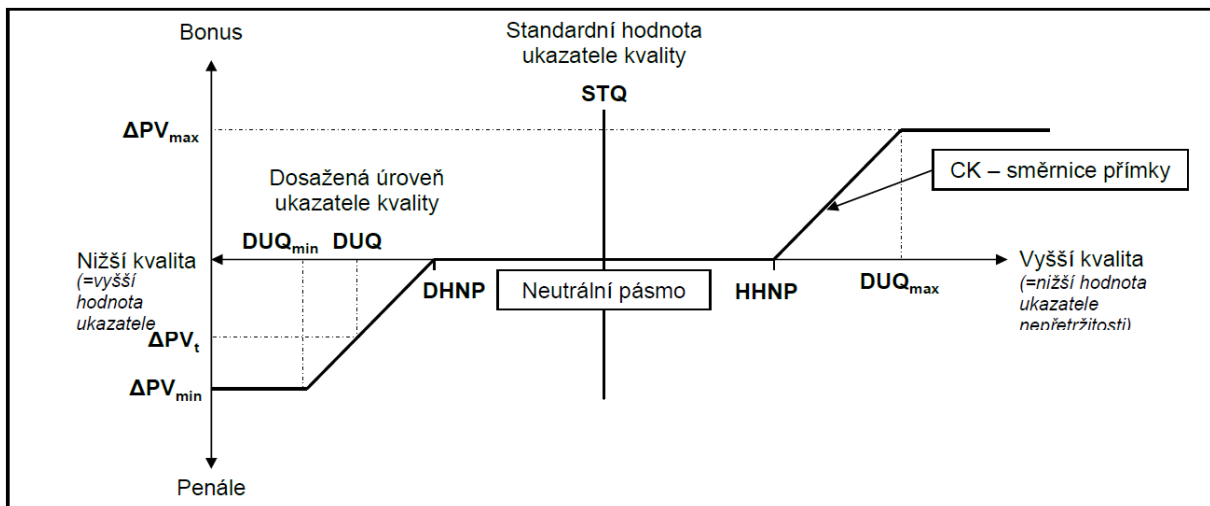 Bonus
Standardní hodnota
ukazatele kvality
STQ
ΔPVmax
CK – směrnice přímky
Dosažená úroveň
ukazatele kvality
DUQmin DUQ
Nižší kvalita
(=vyšší
hodnota
ukazatele
DHNP
Neutrální pásmo
HHNP
DUQmax
Vyšší kvalita
(=nižší hodnota
ukazatele
nepřetržitosti)
ΔPVt
ΔPVmin
Penále